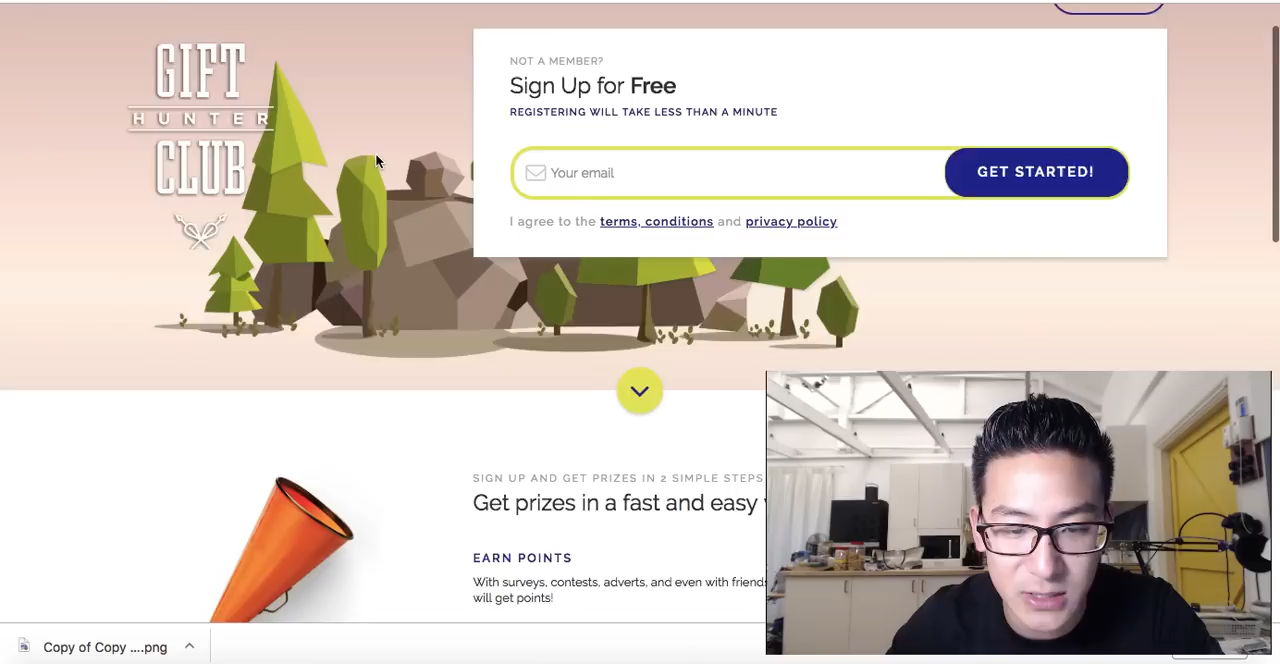 GIFT
HUNTER
CLUB
NOT A MEMBER?
Sign Up for Free
REGISTERING WILL TAKE LESS THAN A MINUTE
Your email
GET STARTED!
I agree to the terms, conditions and privacy policy
SIGN UP AND GET PRIZES IN 2 SIMPLE STEPS
Get prizes in a fast and easy
EARN POINTS
With surveys, contests, adverts, and even with friends
will get points!
Copy of Copy ....png